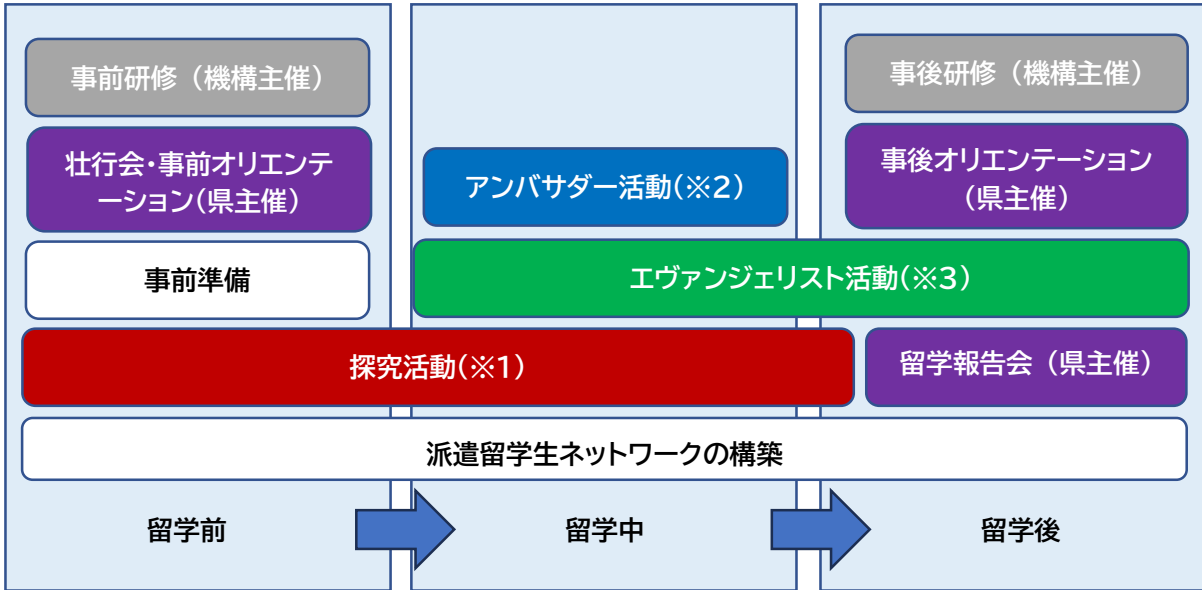 事前研修（機構主催）
事後研修（機構主催）
壮行会・事前オリエンテ
ーション(県主催)
アンバサダー活動(※2)
事後オリエンテーション
(県主催)
事前準備
エヴァンジェリスト活動(※3)
探究活動(※1)
留学報告会（県主催）
派遣留学生ネットワークの構築
留学前
留学中
留学後